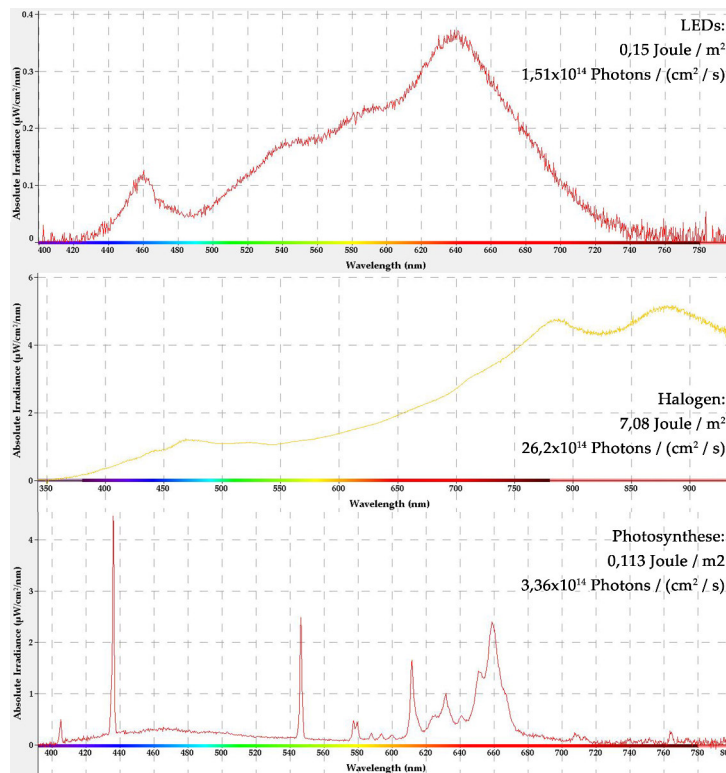 0.4
LEDs:
0,15 Joule / m²
1,51x10¹⁴ Photons / (cm² / s)
0.3
0.2
0.1
0
Absolute Irradiance (µW/cm²/nm)
400 420 440 460 480 500 520 540 560 580 600 620 640 660 680 700 720 740 760 780
Wavelength (nm)
6
4
2
0
Absolute Irradiance (µW/cm²/nm)
Halogen:
7,08 Joule / m²
26,2x10¹⁴ Photons / (cm² / s)
350 400 450 500 550 600 650 700 750 800 850 900
Wavelength (nm)
Photosynthese:
0,113 Joule / m2
3,36x10¹⁴ Photons / (cm² / s)
4
3
2
1
0
Absolute Irradiance (µW/cm²/nm)
400 420 440 460 480 500 520 540 560 580 600 620 640 660 680 700 720 740 760 780
Wavelength (nm)